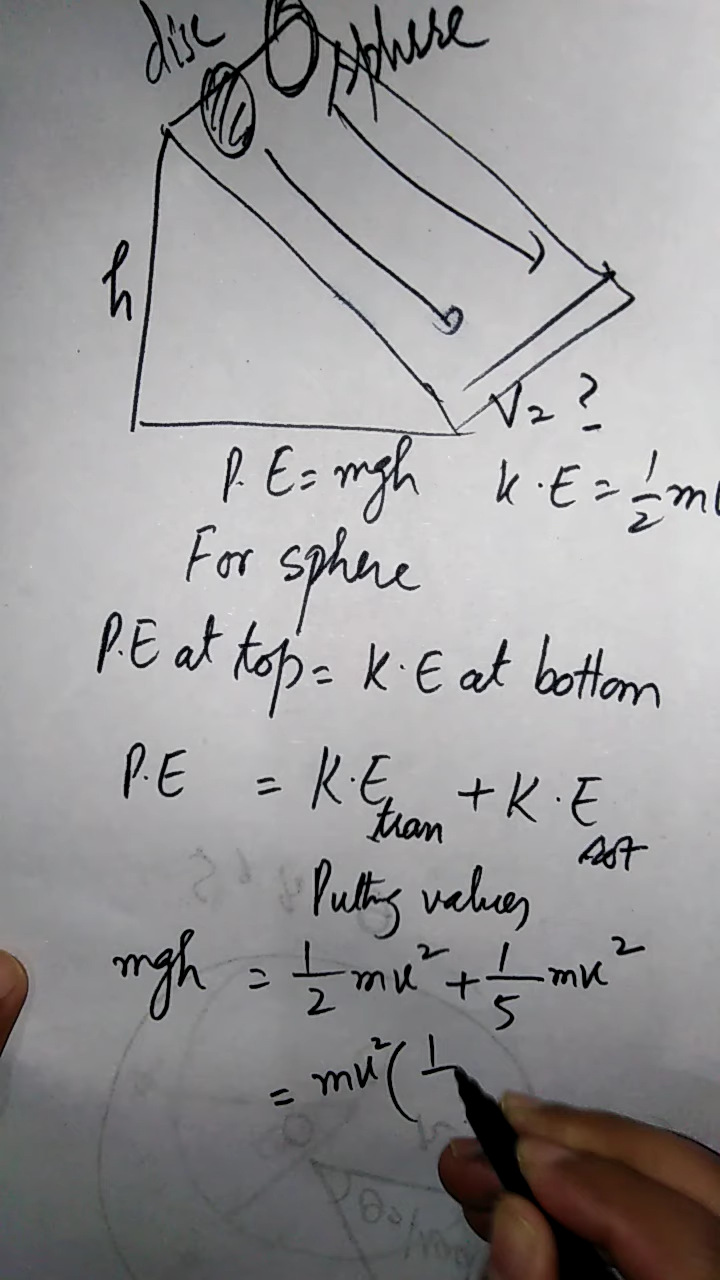 disc sphere
h
V = ?
P.E = mgh K.E = 1/2 m
For sphere
P.E at top = K.E at bottom
P.E = K.E tran + K.E rot
Putting values
mgh = 1/2 mv² + 1/5 mv²
= mv² ( 1